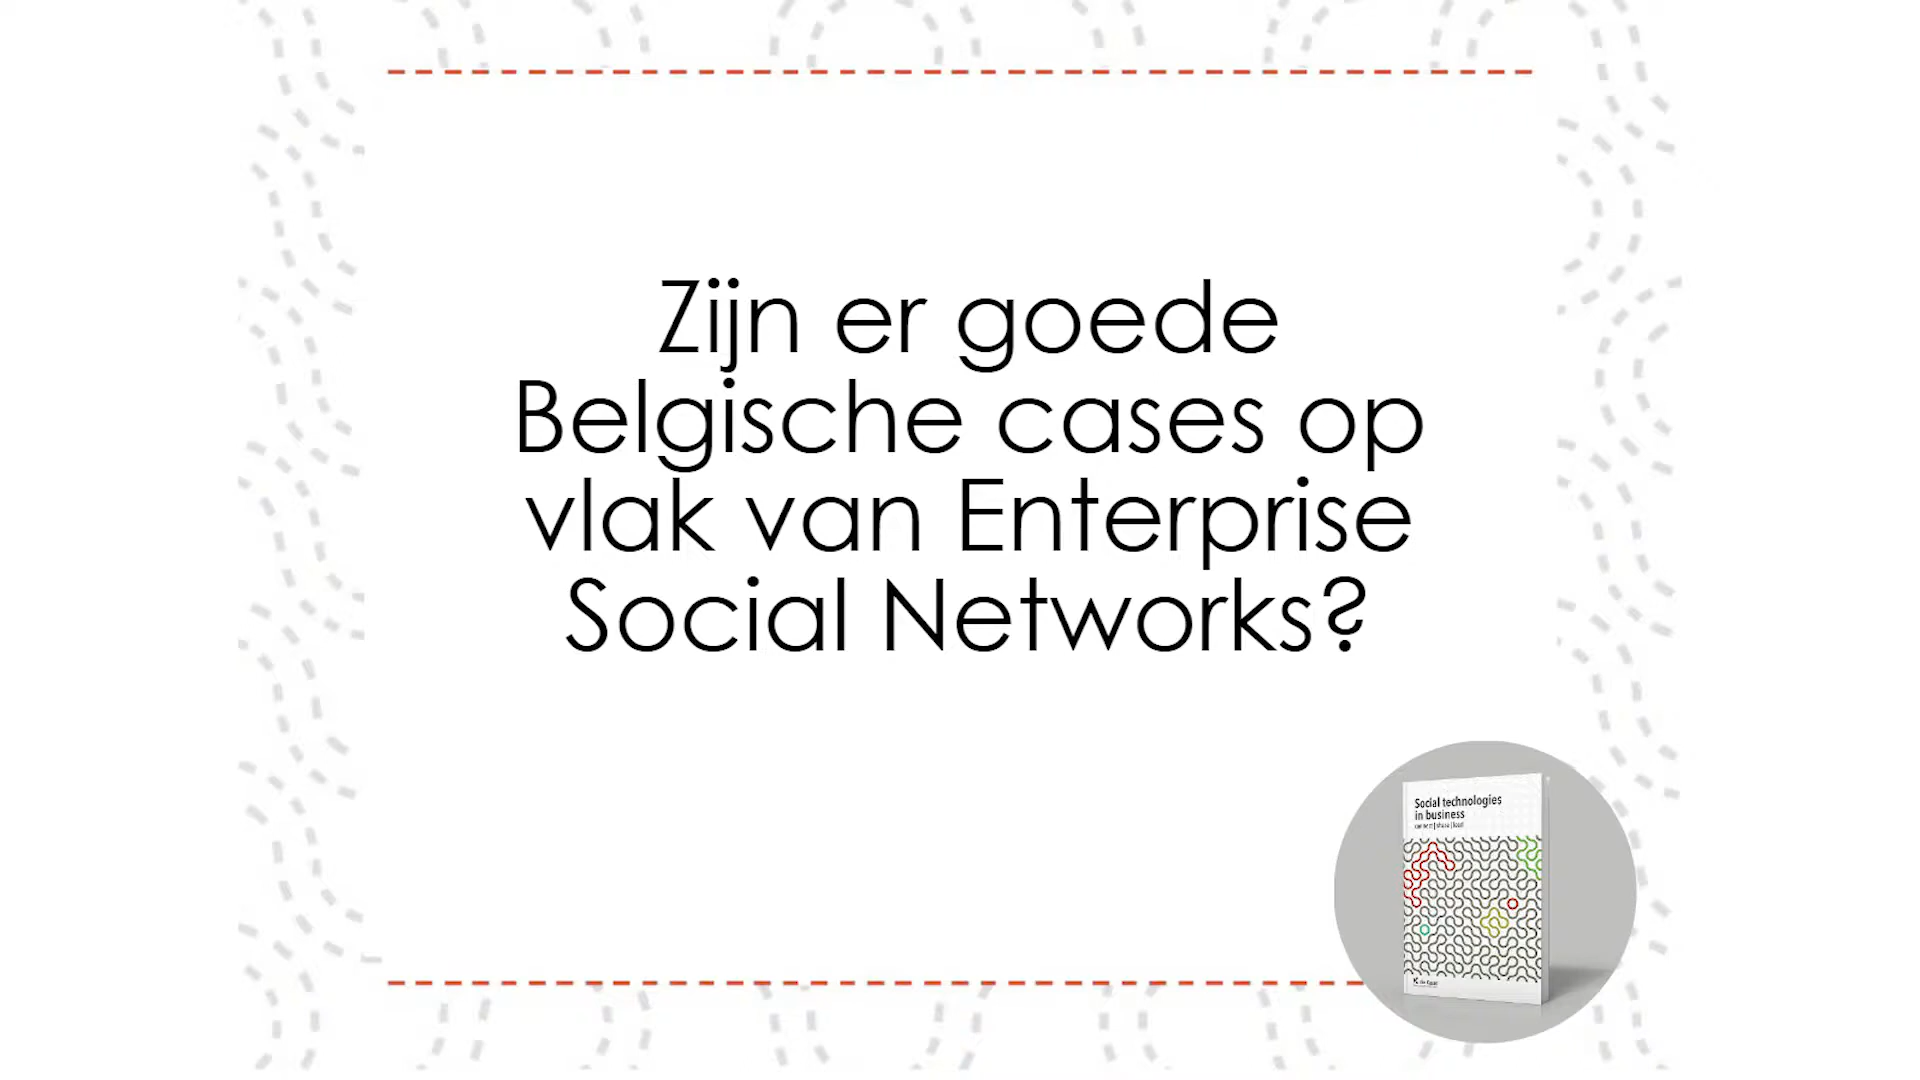 Zijn er goede
Belgische cases op
vlak van Enterprise
Social Networks?
Social technologies
in business